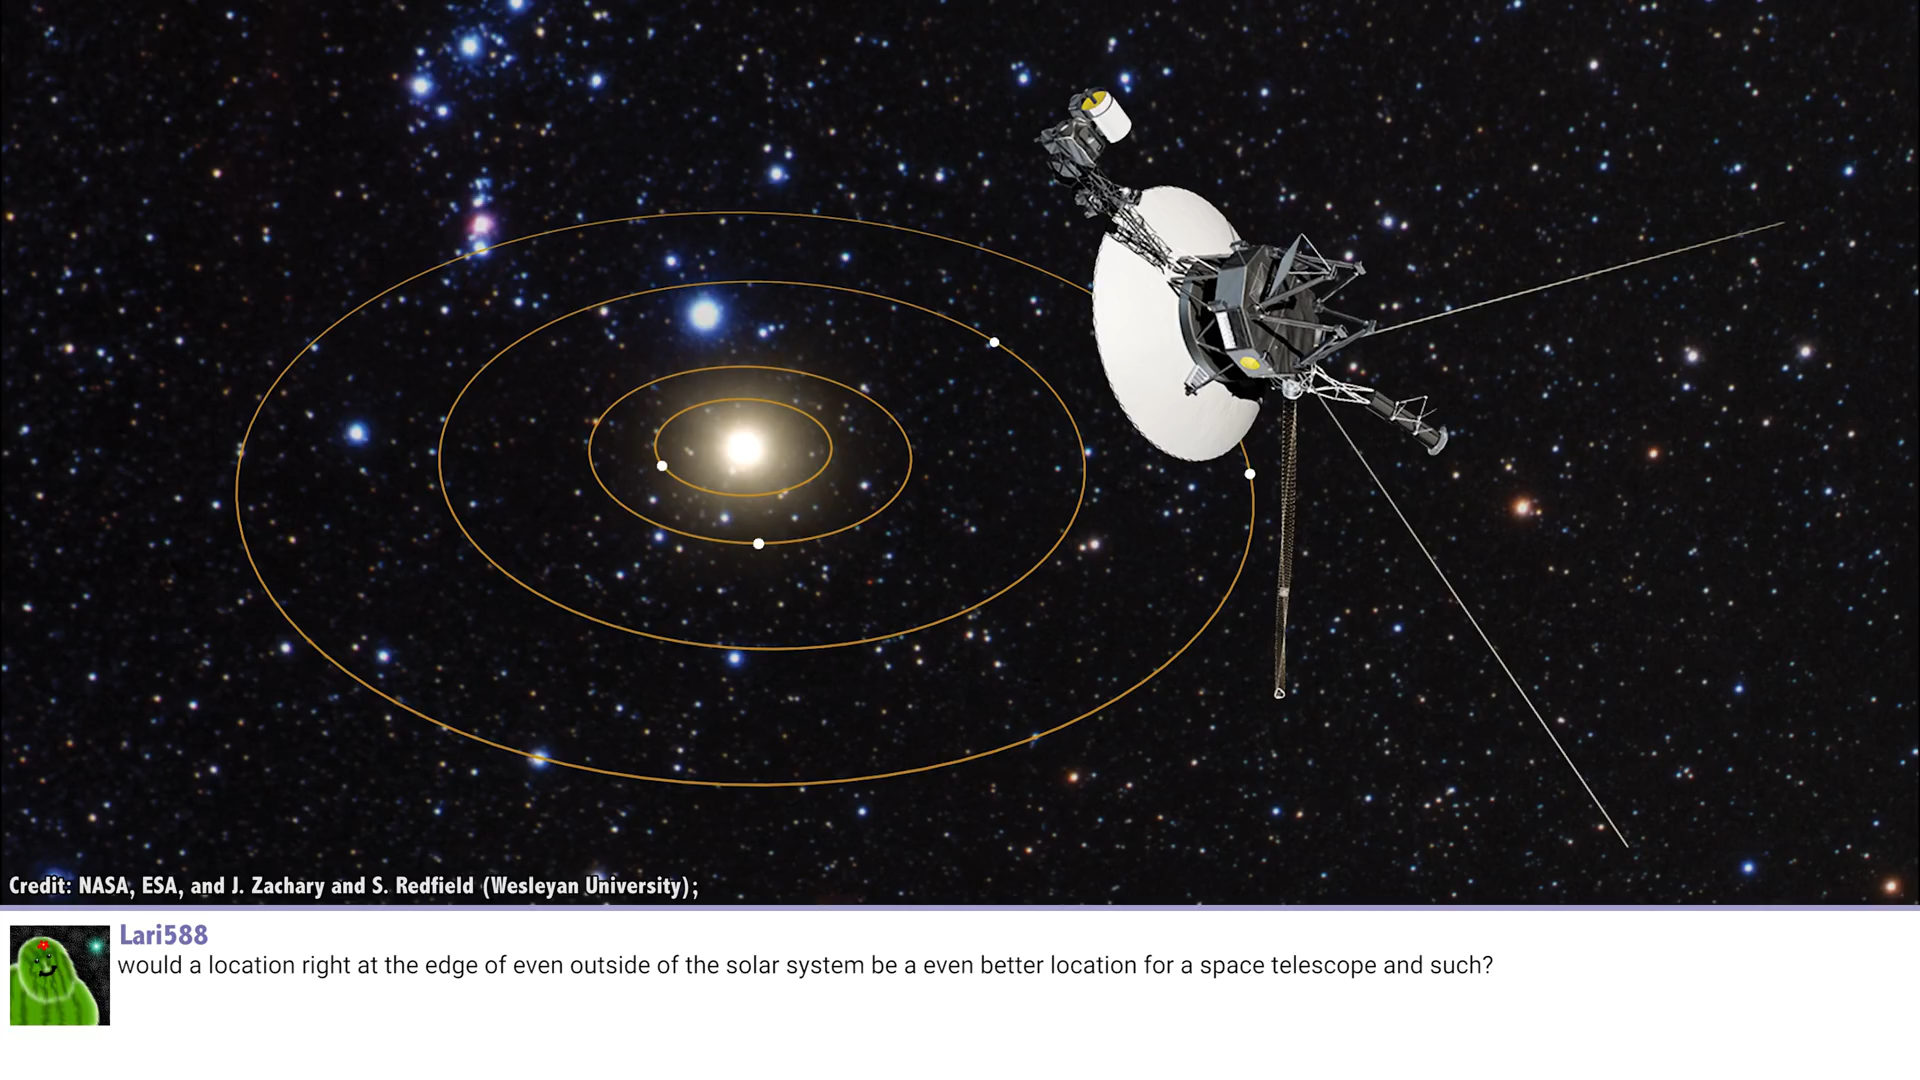 Credit: NASA, ESA, and J. Zachary and S. Redfield (Wesleyan University);
Lari588
would a location right at the edge of even outside of the solar system be a even better location for a space telescope and such?